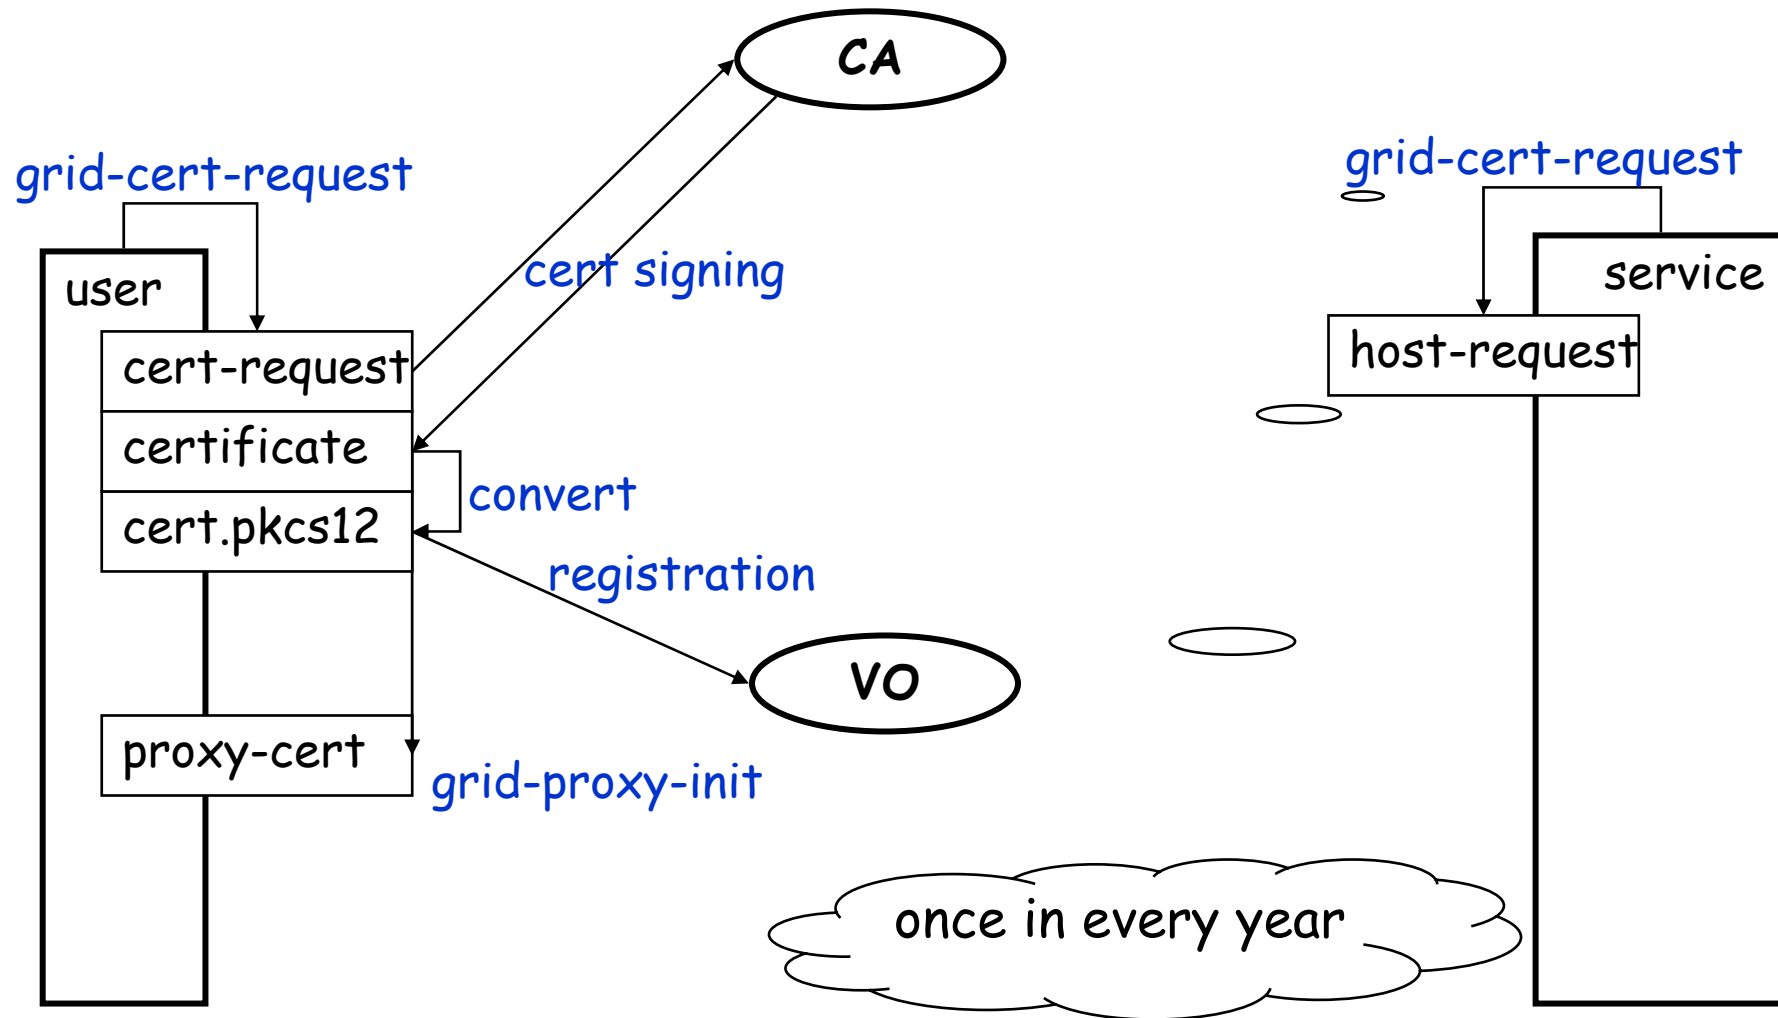 CA
grid-cert-request
grid-cert-request
cert signing
user
service
cert-request
host-request
certificate
convert
cert.pkcs12
registration
VO
proxy-cert
grid-proxy-init
once in every year